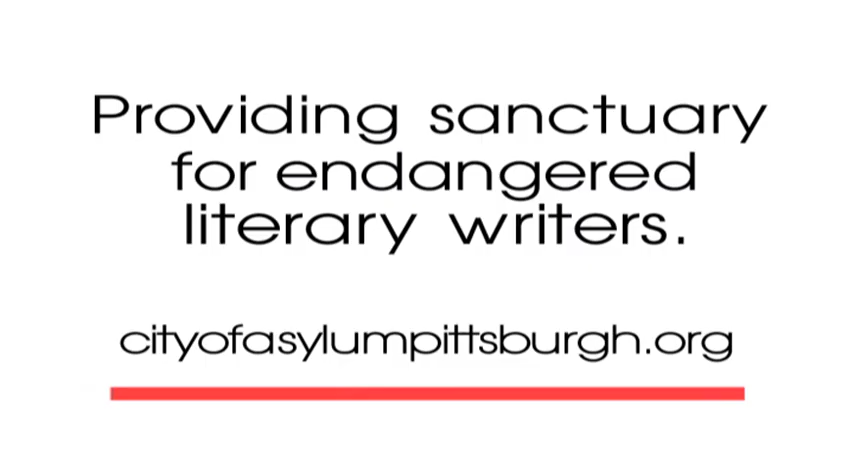 Providing sanctuary
for endangered
literary writers.
cityofasylumpittsburgh.org